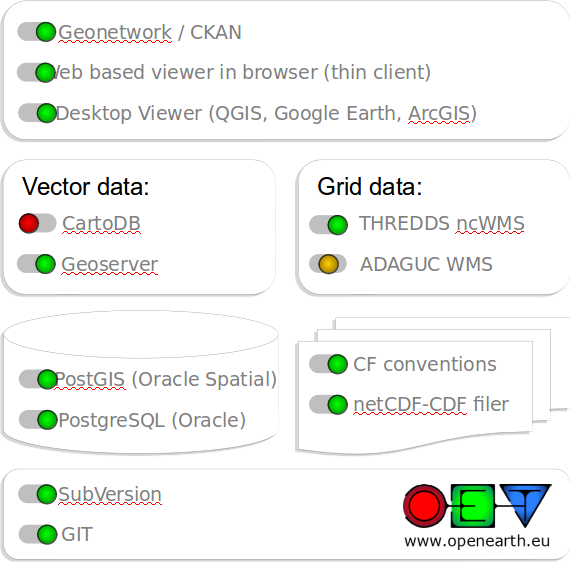 Geonetwork / CKAN
Web based viewer in browser (thin client)
Desktop Viewer (QGIS, Google Earth, ArcGIS)
Vector data:
CartoDB
Geoserver
Grid data:
THREDDS ncWMS
ADAGUC WMS
PostGIS (Oracle Spatial)
PostgreSQL (Oracle)
CF conventions
netCDF-CDF filer
SubVersion
GIT
OET
www.openearth.eu